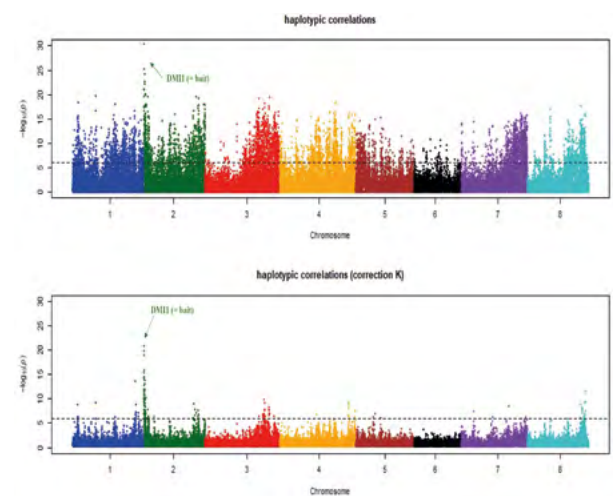 haplotypic correlations
30
25
20
15
10
5
0
−log₁₀(p)
DMI1 (= bait)
1 2 3 4 5 6 7 8
Chromosome
haplotypic correlations (correction K)
30
25
20
15
10
5
0
−log₁₀(p)
DMI1 (= bait)
1 2 3 4 5 6 7 8
Chromosome